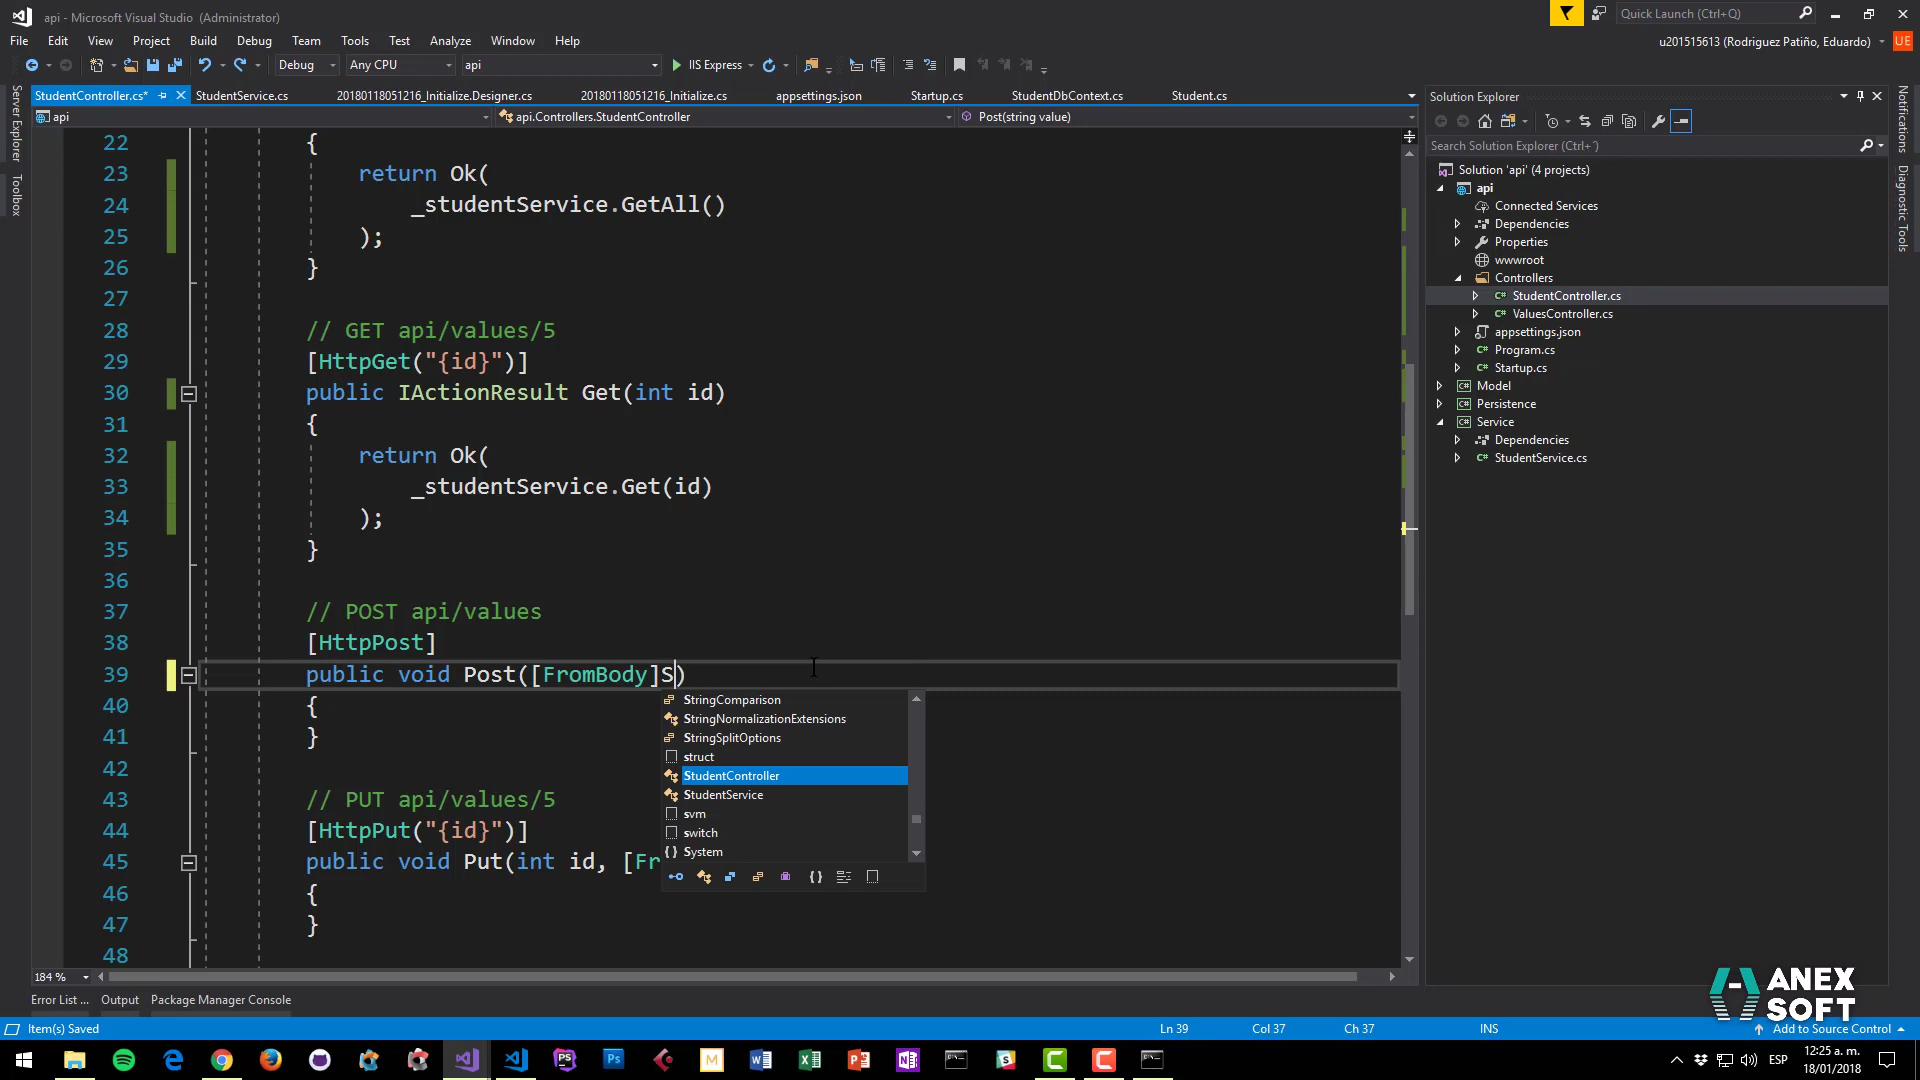 api - Microsoft Visual Studio (Administrator)
Quick Launch (Ctrl+Q)
File Edit View Project Build Debug Team Tools Test Analyze Window Help
u201515613 (Rodriguez Patiño, Eduardo)
UE
Debug Any CPU api IIS Express
StudentController.cs* StudentService.cs 20180118051216_Initialize.Designer.cs 20180118051216_Initialize.cs appsettings.json Startup.cs StudentDbContext.cs Student.cs
api api.Controllers.StudentController Post(string value)
Server Explorer
Toolbox
22 {
23 return Ok(
24 _studentService.GetAll()
25 );
26 }
27
28 // GET api/values/5
29 [HttpGet("{id}")]
30 public IActionResult Get(int id)
31 {
32 return Ok(
33 _studentService.Get(id)
34 );
35 }
36
37 // POST api/values
38 [HttpPost]
39 public void Post([FromBody]S)
40 {
41 }
42
43 // PUT api/values/5
44 [HttpPut("{id}")]
45 public void Put(int id, [Fr
46 {
47 }
48
StringComparison
StringNormalizationExtensions
StringSplitOptions
struct
StudentController
StudentService
svm
switch
System
184 %
Solution Explorer
Search Solution Explorer (Ctrl+´)
Solution 'api' (4 projects)
api
Connected Services
Dependencies
Properties
wwwroot
Controllers
StudentController.cs
ValuesController.cs
appsettings.json
Program.cs
Startup.cs
Model
Persistence
Service
Dependencies
StudentService.cs
Notifications
Diagnostic Tools
ANEX
SOFT
Error List ... Output Package Manager Console
Item(s) Saved Ln 39 Col 37 Ch 37 INS Add to Source Control
ESP
12:25 a. m.
18/01/2018